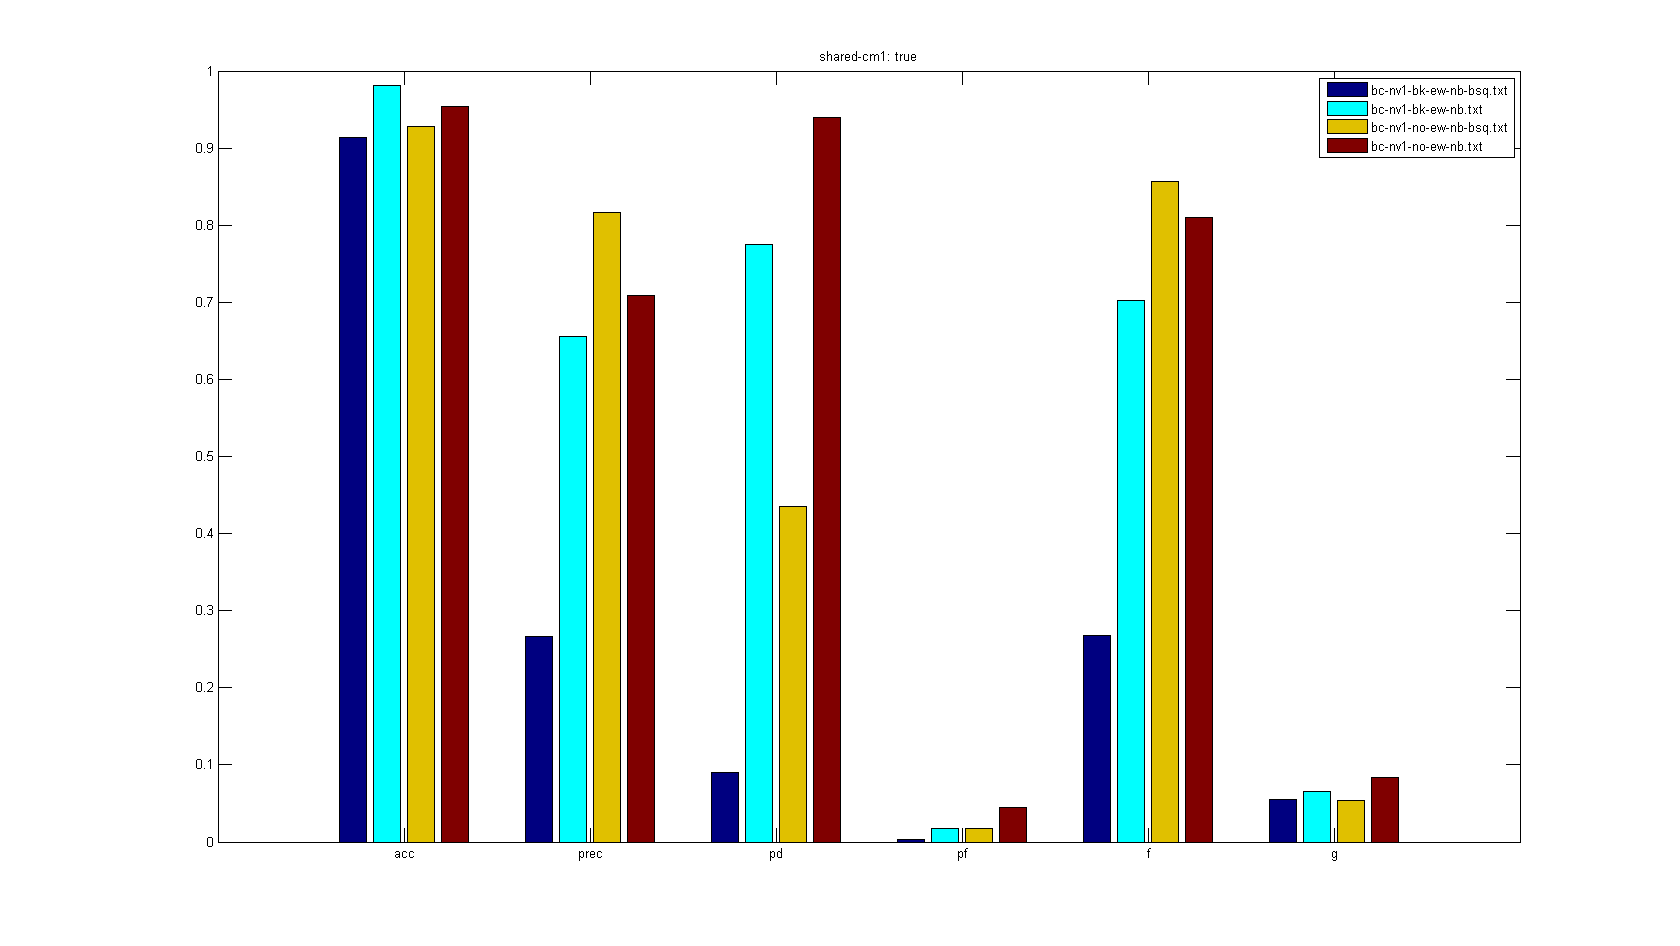 shared-cm1: true
bc-nv1-bk-ew-nb-bsq.txt
bc-nv1-bk-ew-nb.txt
bc-nv1-no-ew-nb-bsq.txt
bc-nv1-no-ew-nb.txt
1
0.9
0.8
0.7
0.6
0.5
0.4
0.3
0.2
0.1
0
acc prec pd pf f g